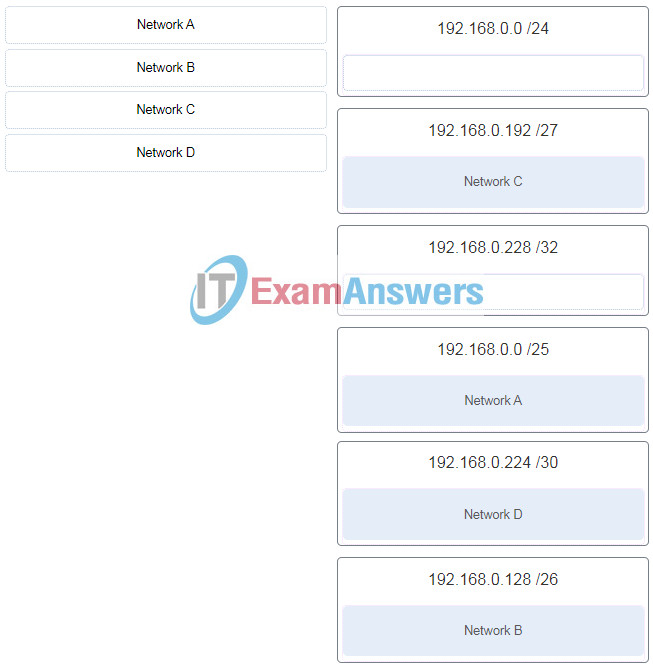 Network A
Network B
Network C
Network D
192.168.0.0 /24
192.168.0.192 /27
Network C
192.168.0.228 /32
ITExamAnswers
192.168.0.0 /25
Network A
192.168.0.224 /30
Network D
192.168.0.128 /26
Network B